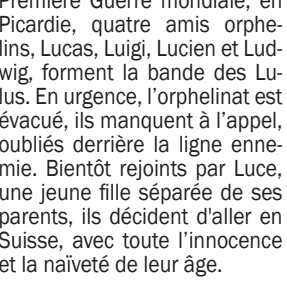 Première Guerre mondiale, en
Picardie, quatre amis orphe-
lins, Lucas, Luigi, Lucien et Lud-
wig, forment la bande des Lu-
lus. En urgence, l’orphelinat est
évacué, ils manquent à l’appel,
oubliés derrière la ligne enne-
mie. Bientôt rejoints par Luce,
une jeune fille séparée de ses
parents, ils décident d'aller en
Suisse, avec toute l’innocence
et la naïveté de leur âge.